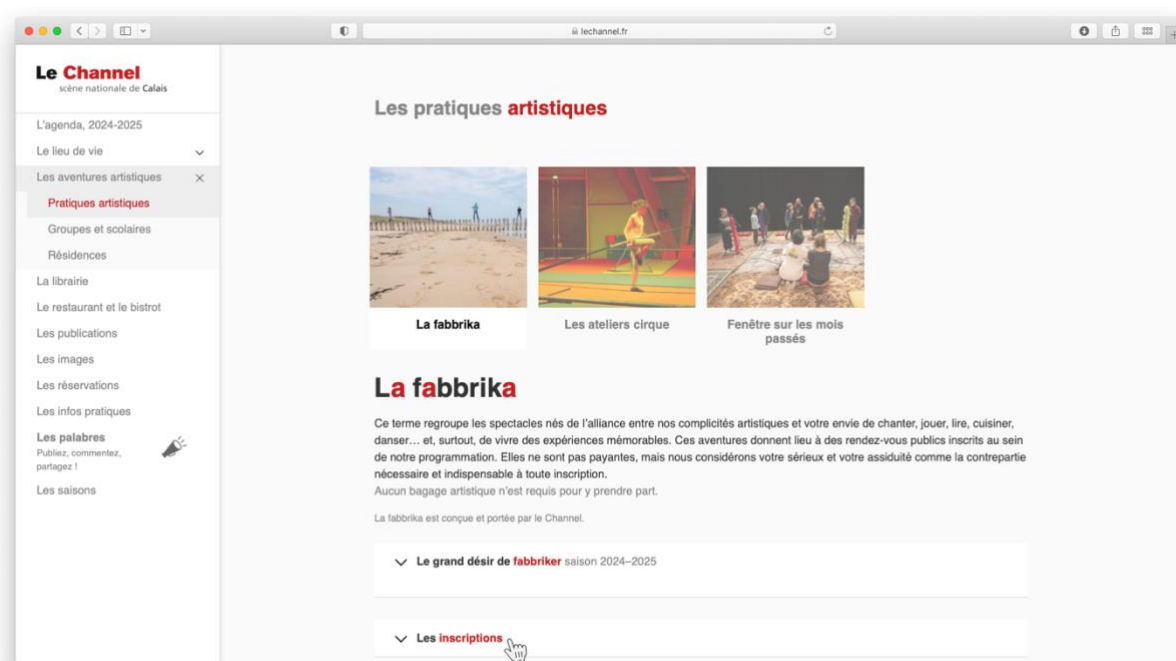 lechannel.fr
Le Channel
scène nationale de Calais
L'agenda, 2024-2025
Le lieu de vie
Les aventures artistiques
Pratiques artistiques
Groupes et scolaires
Résidences
La librairie
Le restaurant et le bistrot
Les publications
Les images
Les réservations
Les infos pratiques
Les palabres
Publiez, commentez,
partagez !
Les saisons
Les pratiques artistiques
La fabbrika
Les ateliers cirque
Fenêtre sur les mois
passés
La fabbrika
Ce terme regroupe les spectacles nés de l'alliance entre nos complicités artistiques et votre envie de chanter, jouer, lire, cuisiner,
danser… et, surtout, de vivre des expériences mémorables. Ces aventures donnent lieu à des rendez-vous publics inscrits au sein
de notre programmation. Elles ne sont pas payantes, mais nous considérons votre sérieux et votre assiduité comme la contrepartie
nécessaire et indispensable à toute inscription.
Aucun bagage artistique n'est requis pour y prendre part.
La fabbrika est conçue et portée par le Channel.
Le grand désir de fabbriker saison 2024–2025
Les inscriptions